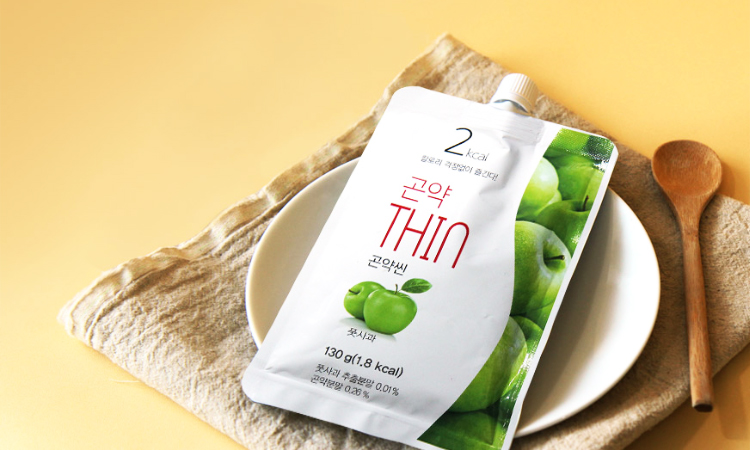 2 kcal
칼로리 걱정없이 즐긴다!
곤약
THIN
곤약씬
풋사과
130 g(1.8 kcal)
풋사과 추출분말 0.01%
곤약분말 0.26 %